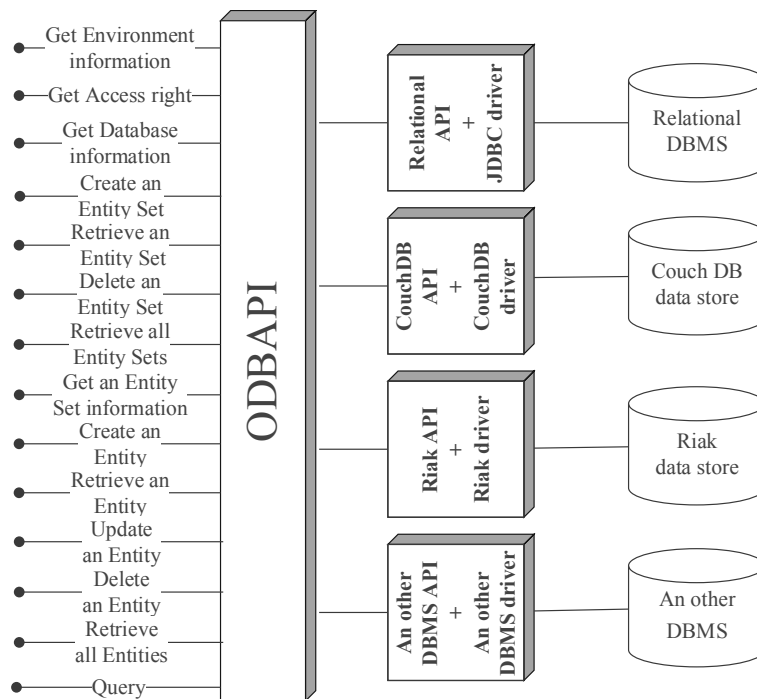 Get Environment
information
Get Access right
Get Database
information
Create an
Entity Set
Retrieve an
Entity Set
Delete an
Entity Set
Retrieve all
Entity Sets
Get an Entity
Set information
Create an
Entity
Retrieve an
Entity
Update
an Entity
Delete
an Entity
Retrieve
all Entities
Query
ODBAPI
Relational
API
+
JDBC driver
Relational
DBMS
CouchDB
API
+
CouchDB
driver
Couch DB
data store
Riak API
+
Riak driver
Riak
data store
An other
DBMS API
+
An other
DBMS driver
An other
DBMS